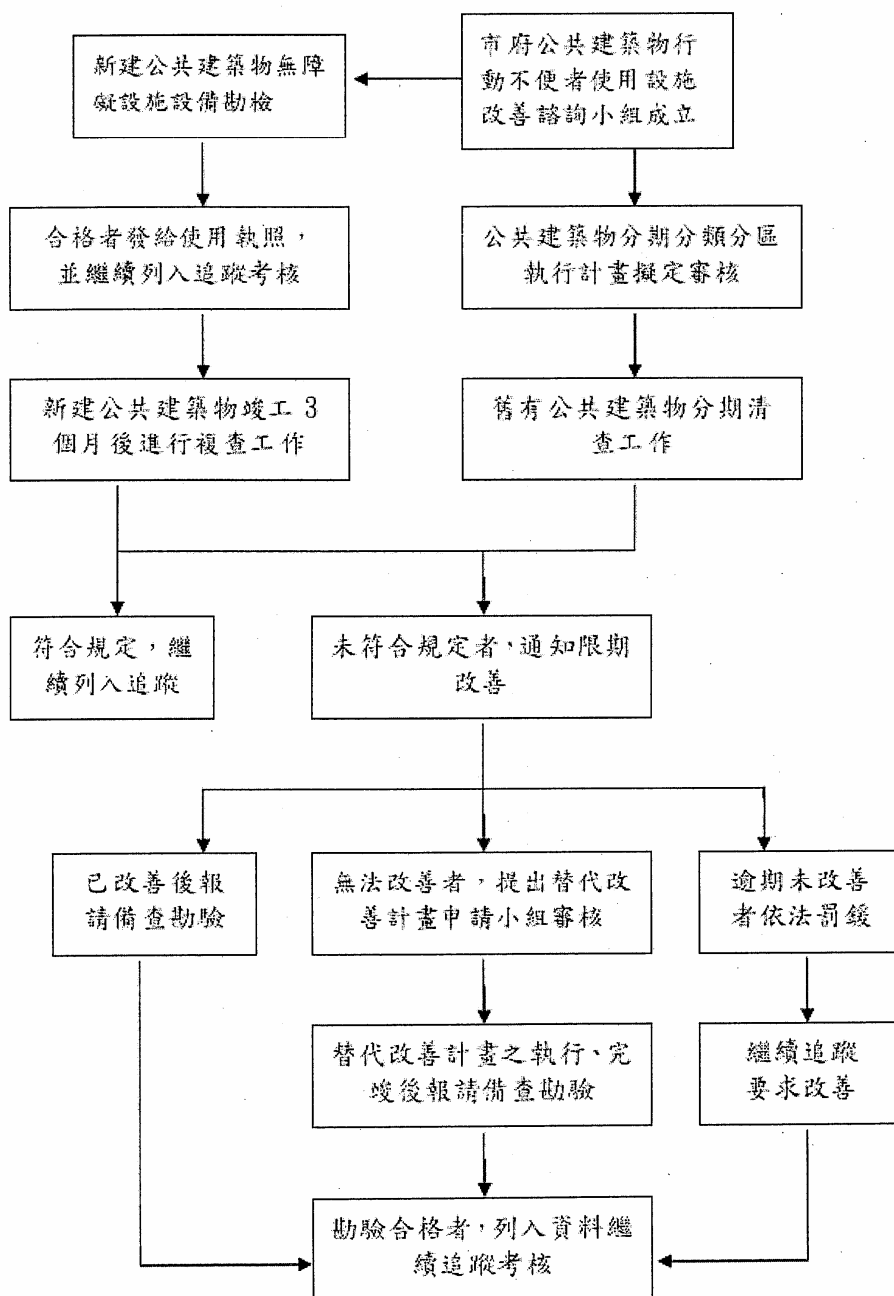 新建公共建築物無障
礙設施設備勘檢
市府公共建築物行
動不便者使用設施
改善諮詢小組成立
合格者發給使用執照，
並繼續列入追蹤考核
公共建築物分期分類分區
執行計畫擬定審核
新建公共建築物竣工 3
個月後進行複查工作
舊有公共建築物分期清
查工作
符合規定，繼
續列入追蹤
未符合規定者，通知限期
改善
已改善後報
請備查勘驗
無法改善者，提出替代改
善計畫申請小組審核
逾期未改善
者依法罰鍰
替代改善計畫之執行、完
竣後報請備查勘驗
繼續追蹤
要求改善
勘驗合格者，列入資料繼
續追蹤考核